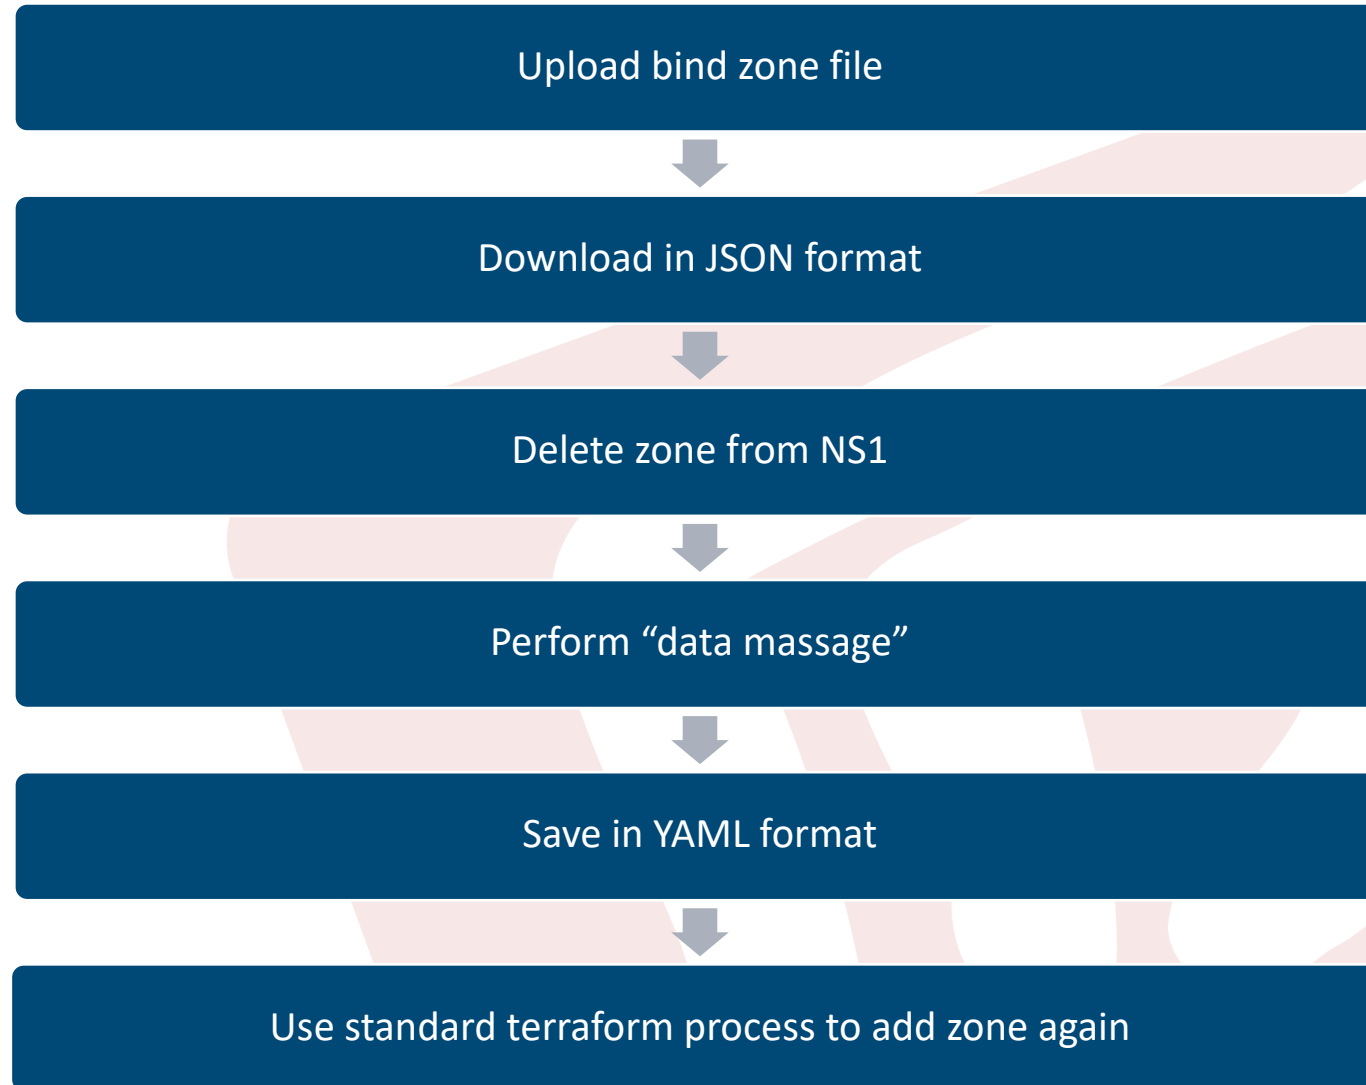 Upload bind zone file
Download in JSON format
Delete zone from NS1
Perform “data massage”
Save in YAML format
Use standard terraform process to add zone again